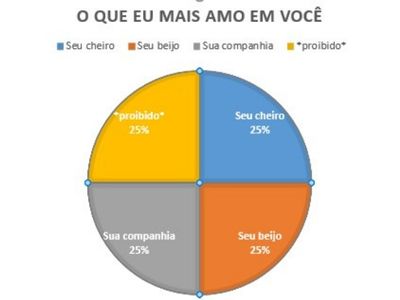 O QUE EU MAIS AMO EM VOCÊ
Seu cheiro Seu beijo Sua companhia *proibido*
*proibido*
25%
Seu cheiro
25%
Sua companhia
25%
Seu beijo
25%